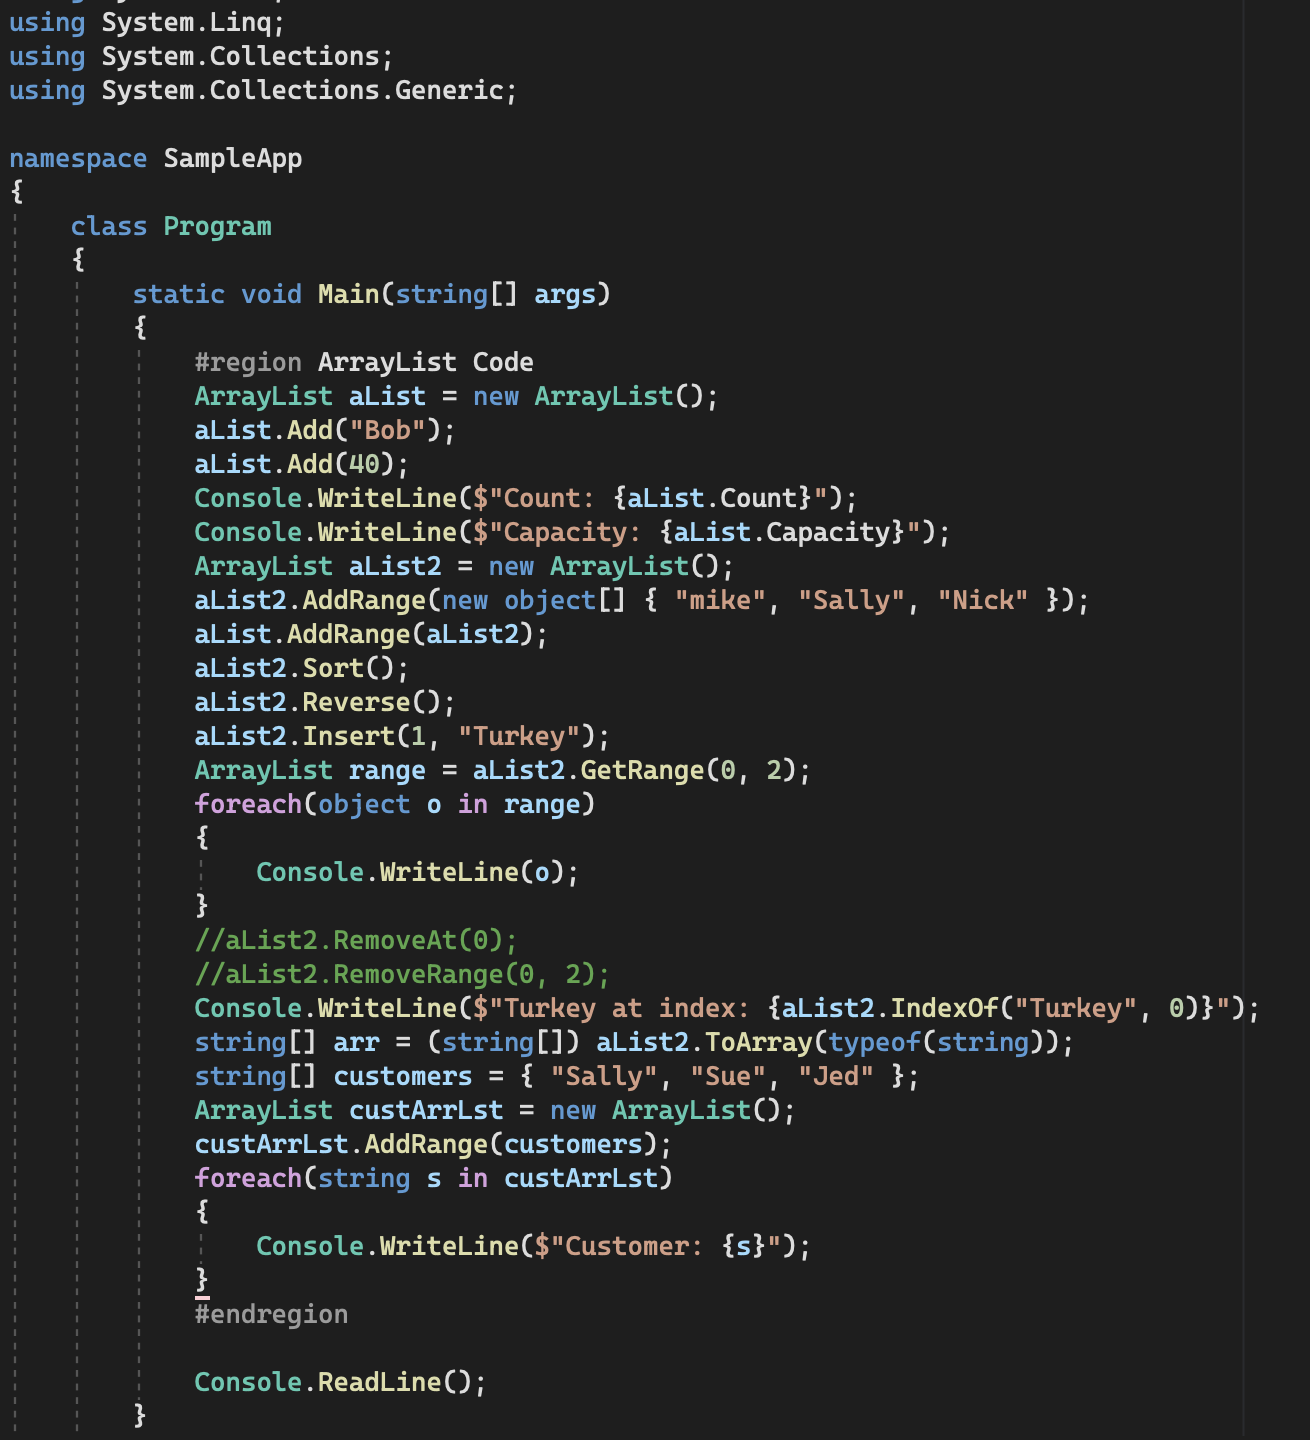 using System.Linq;
using System.Collections;
using System.Collections.Generic;
namespace SampleApp
{
class Program
{
static void Main(string[] args)
{
#region ArrayList Code
ArrayList aList = new ArrayList();
aList.Add("Bob");
aList.Add(40);
Console.WriteLine($"Count: {aList.Count}");
Console.WriteLine($"Capacity: {aList.Capacity}");
ArrayList aList2 = new ArrayList();
aList2.AddRange(new object[] { "mike", "Sally", "Nick" });
aList.AddRange(aList2);
aList2.Sort();
aList2.Reverse();
aList2.Insert(1, "Turkey");
ArrayList range = aList2.GetRange(0, 2);
foreach(object o in range)
{
Console.WriteLine(o);
}
//aList2.RemoveAt(0);
//aList2.RemoveRange(0, 2);
Console.WriteLine($"Turkey at index: {aList2.IndexOf("Turkey", 0)}");
string[] arr = (string[]) aList2.ToArray(typeof(string));
string[] customers = { "Sally", "Sue", "Jed" };
ArrayList custArrLst = new ArrayList();
custArrLst.AddRange(customers);
foreach(string s in custArrLst)
{
Console.WriteLine($"Customer: {s}");
}
#endregion
Console.ReadLine();
}